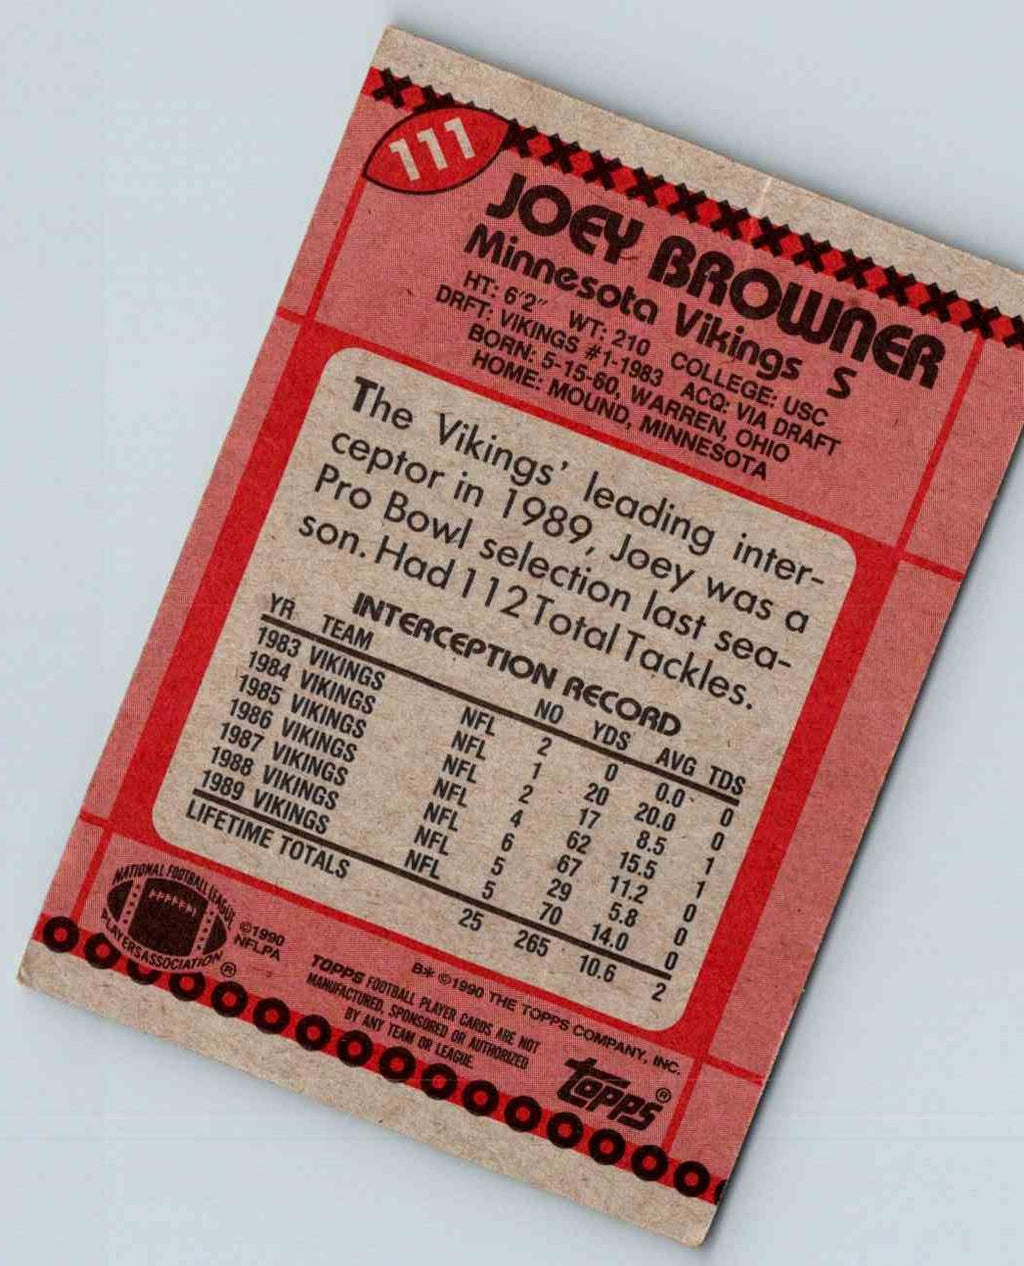 111
JOEY BROWNER
Minnesota Vikings S
HT: 6'2" WT: 210 COLLEGE: USC
DRFT: VIKINGS #1-1983 ACQ: VIA DRAFT
BORN: 5-15-60, WARREN, OHIO
HOME: MOUND, MINNESOTA
The Vikings' leading inter-
ceptor in 1989, Joey was a
Pro Bowl selection last sea-
son. Had 112 Total Tackles.
INTERCEPTION RECORD
YR. TEAM NO YDS AVG TDS
1983 VIKINGS NFL 2 0 0.0 0
1984 VIKINGS NFL 1 20 20.0 0
1985 VIKINGS NFL 2 17 8.5 1
1986 VIKINGS NFL 4 62 15.5 1
1987 VIKINGS NFL 6 67 11.2 0
1988 VIKINGS NFL 5 29 5.8 0
1989 VIKINGS NFL 5 70 14.0 0
LIFETIME TOTALS 25 265 10.6 2
NATIONAL FOOTBALL LEAGUE
PLAYERS ASSOCIATION ®
©1990
NFLPA
B* ©1990 THE TOPPS COMPANY, INC.
TOPPS FOOTBALL PLAYER CARDS ARE NOT
MANUFACTURED, SPONSORED OR AUTHORIZED
BY ANY TEAM OR LEAGUE.
topps®